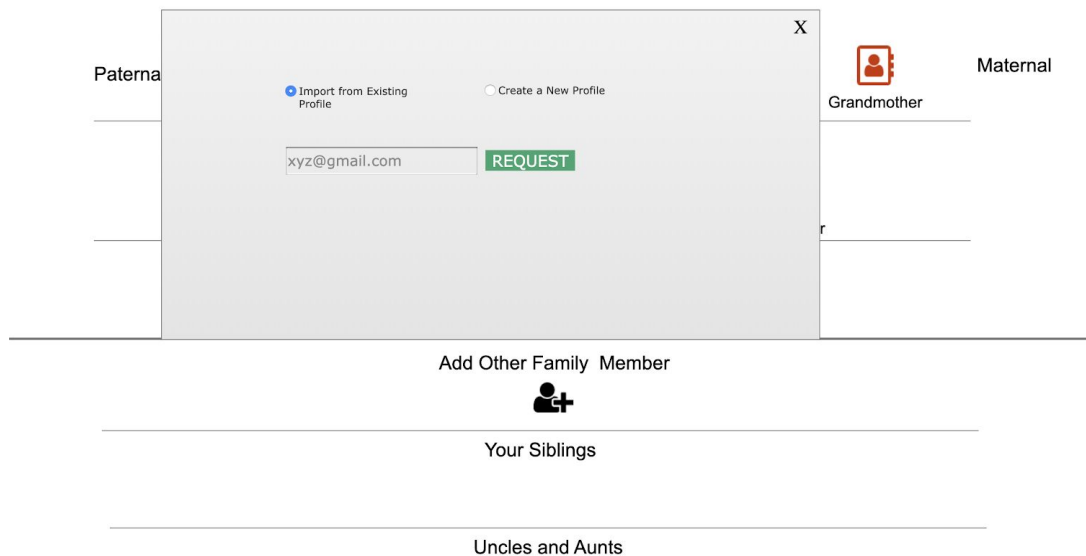 X
Paterna
Maternal
Import from Existing
Profile
Create a New Profile
Grandmother
xyz@gmail.com
REQUEST
r
Add Other Family  Member
Your Siblings
Uncles and Aunts